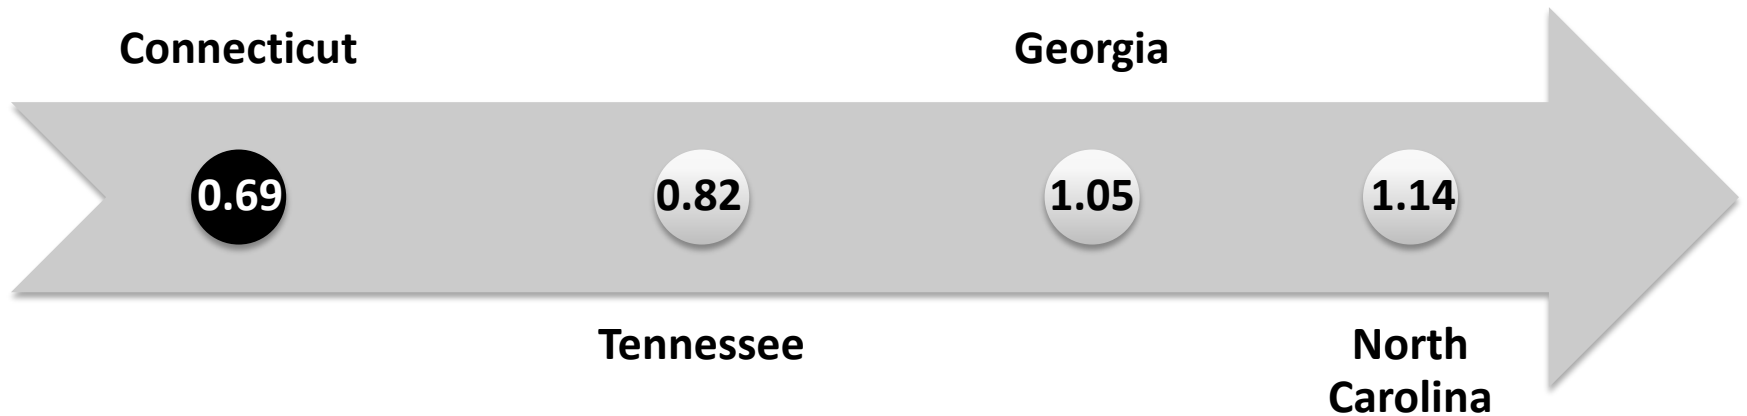 Connecticut
Georgia
0.69
0.82
1.05
1.14
Tennessee
North
Carolina